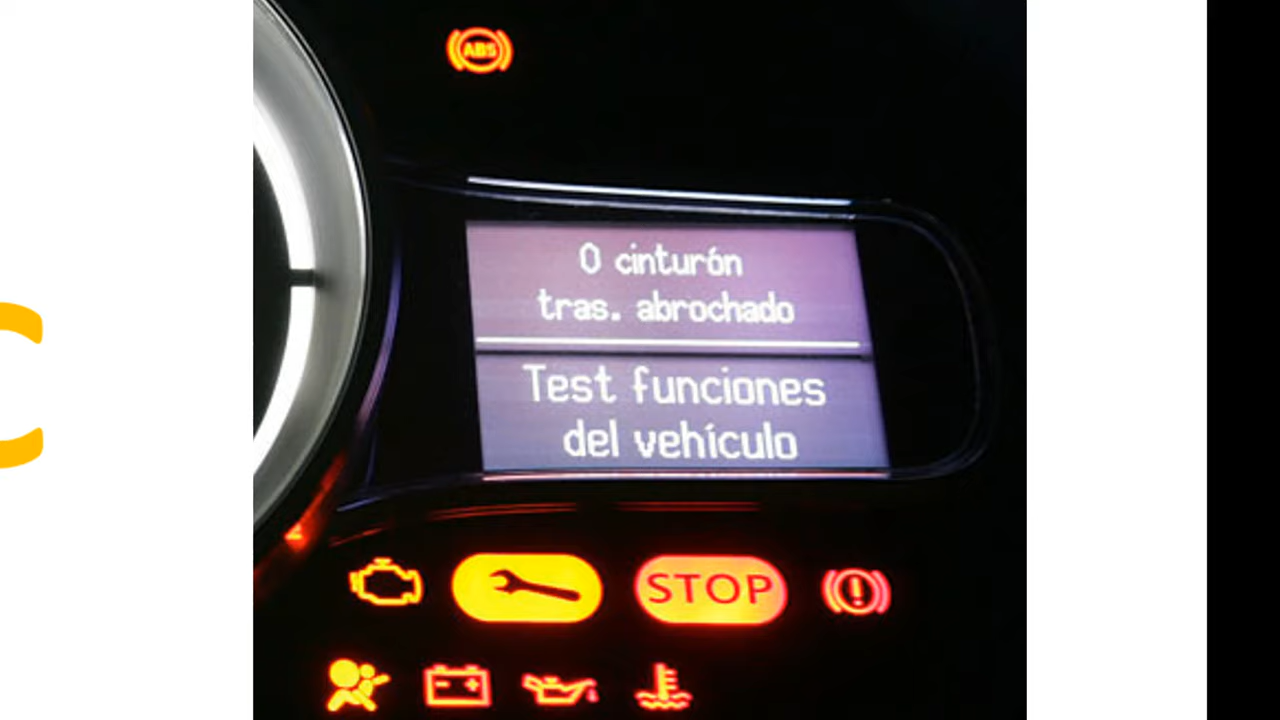 ABS
0 cinturón
tras. abrochado
Test funciones
del vehículo
STOP